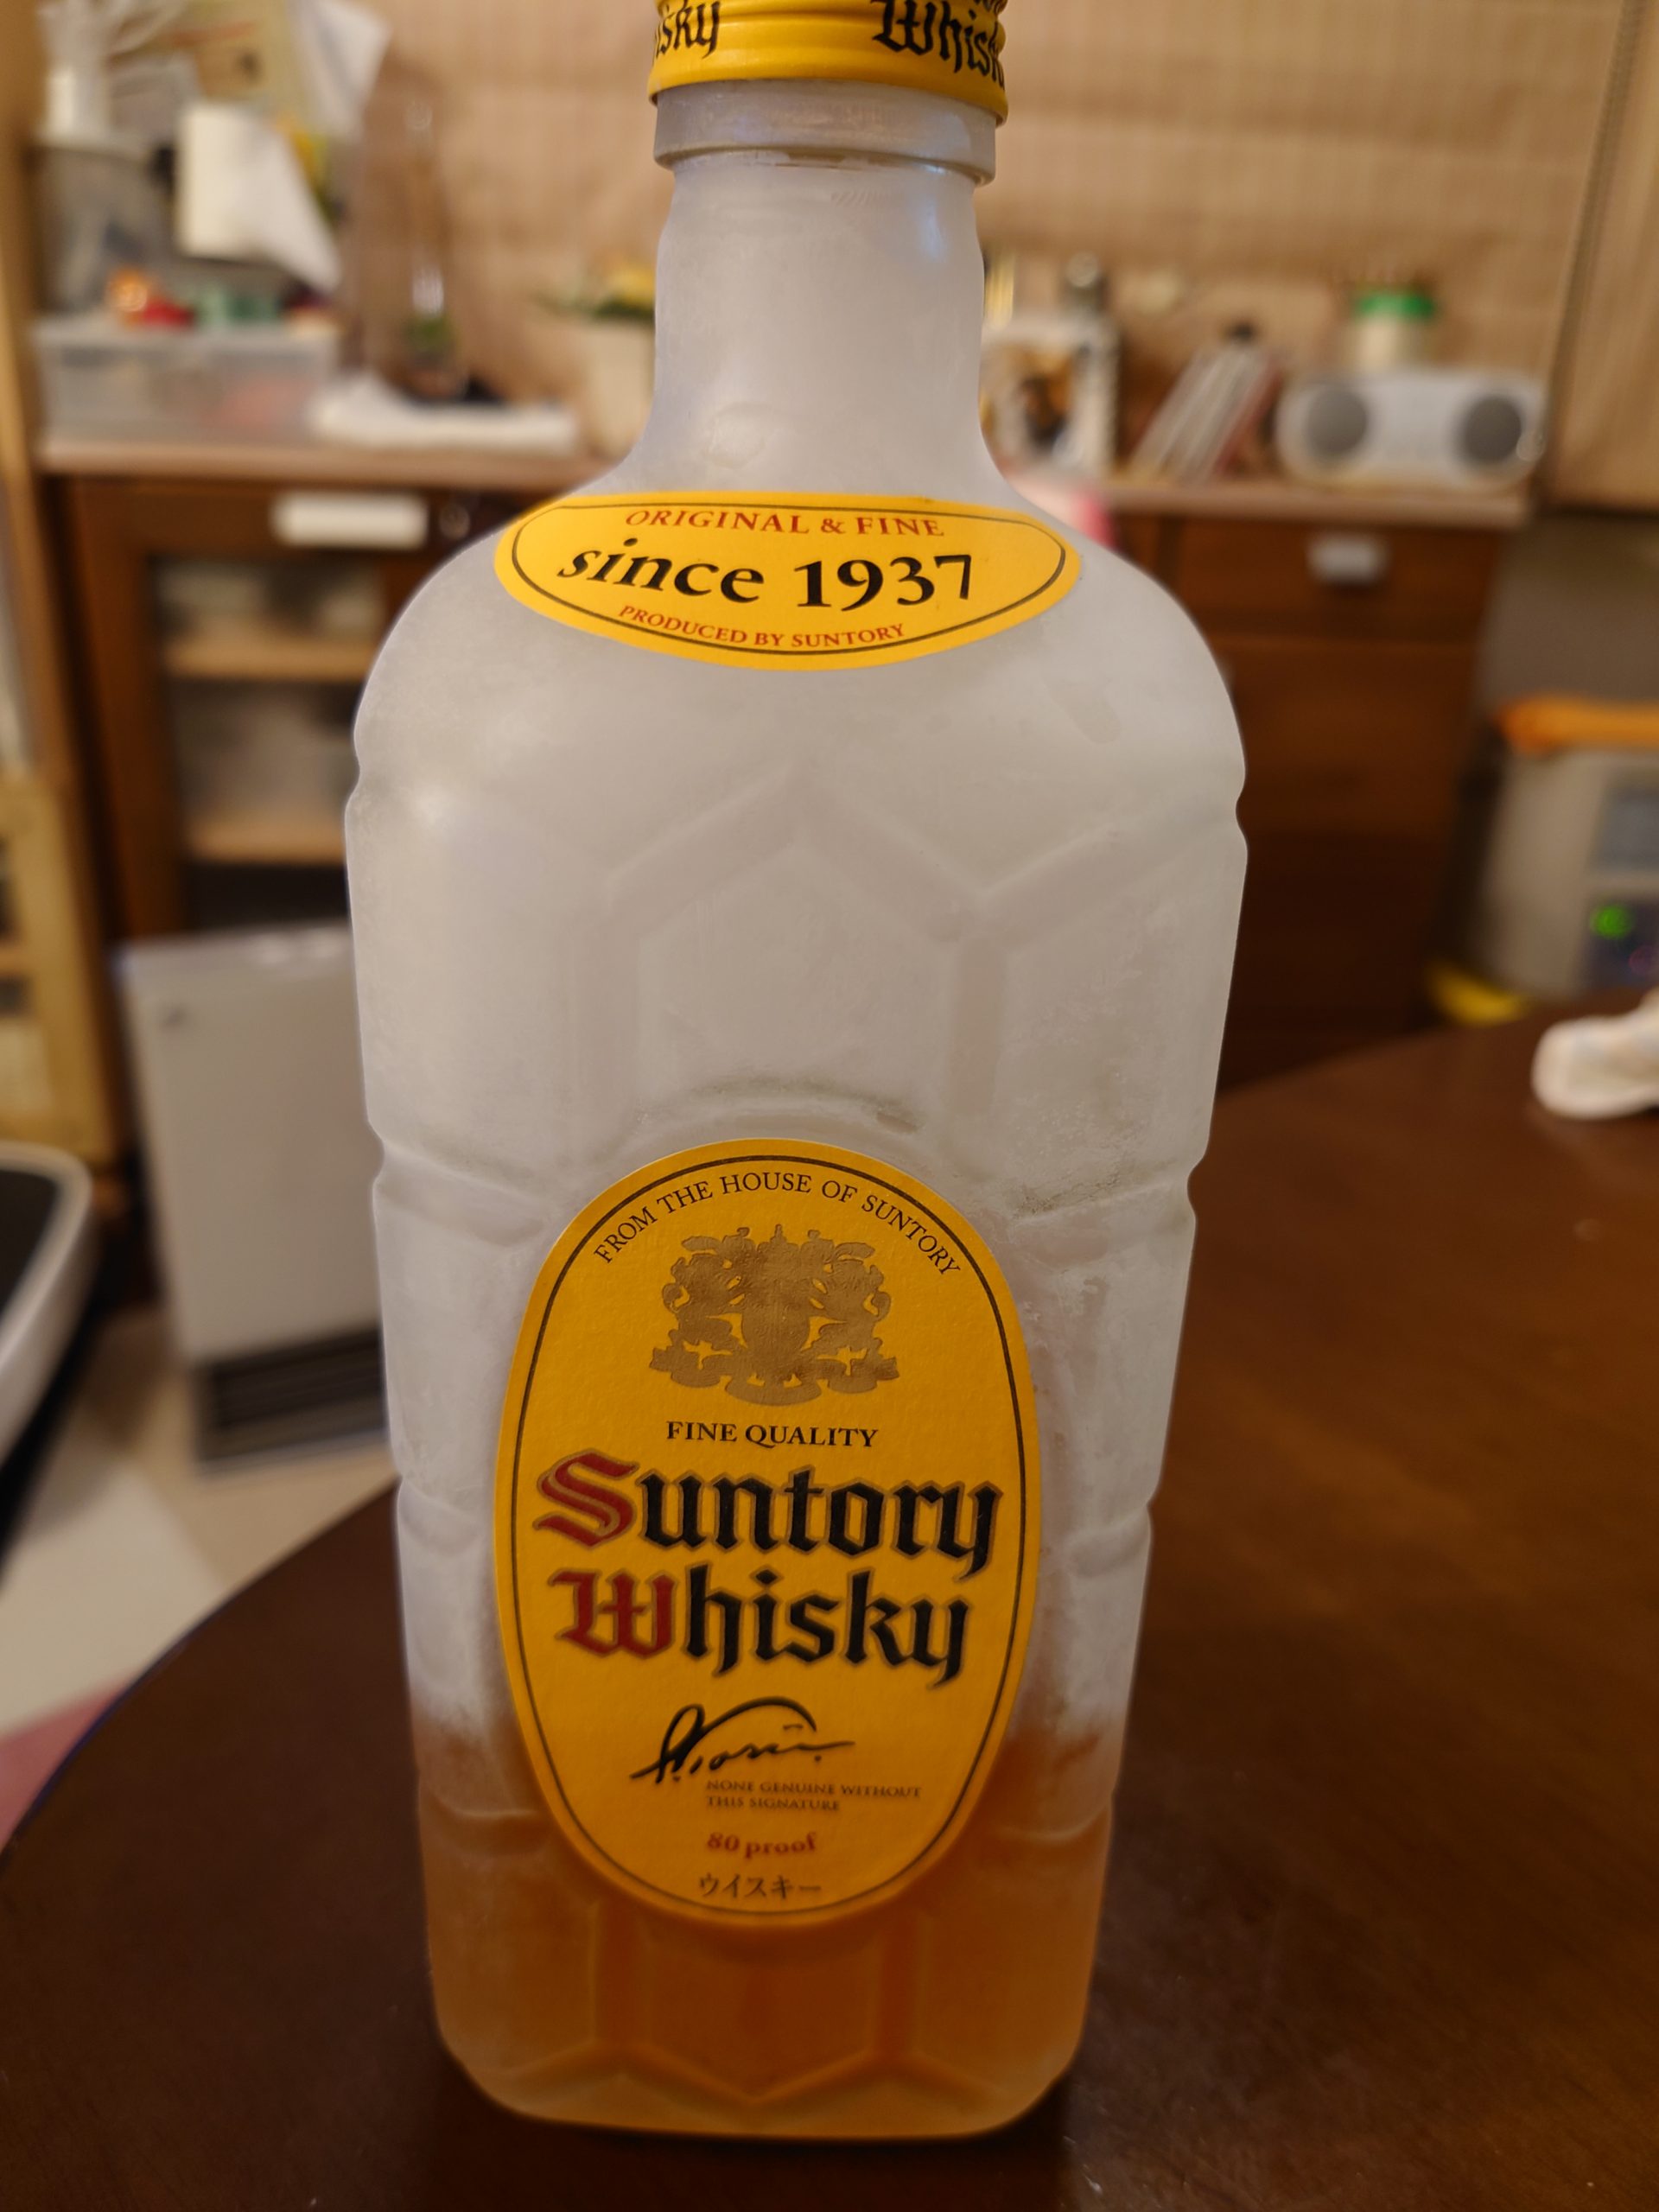 Whisky
ORIGINAL & FINE
since 1937
PRODUCED BY SUNTORY
FROM THE HOUSE OF SUNTORY
FINE QUALITY
Suntory
Whisky
NONE GENUINE WITHOUT
THIS SIGNATURE
80 proof
ウイスキー